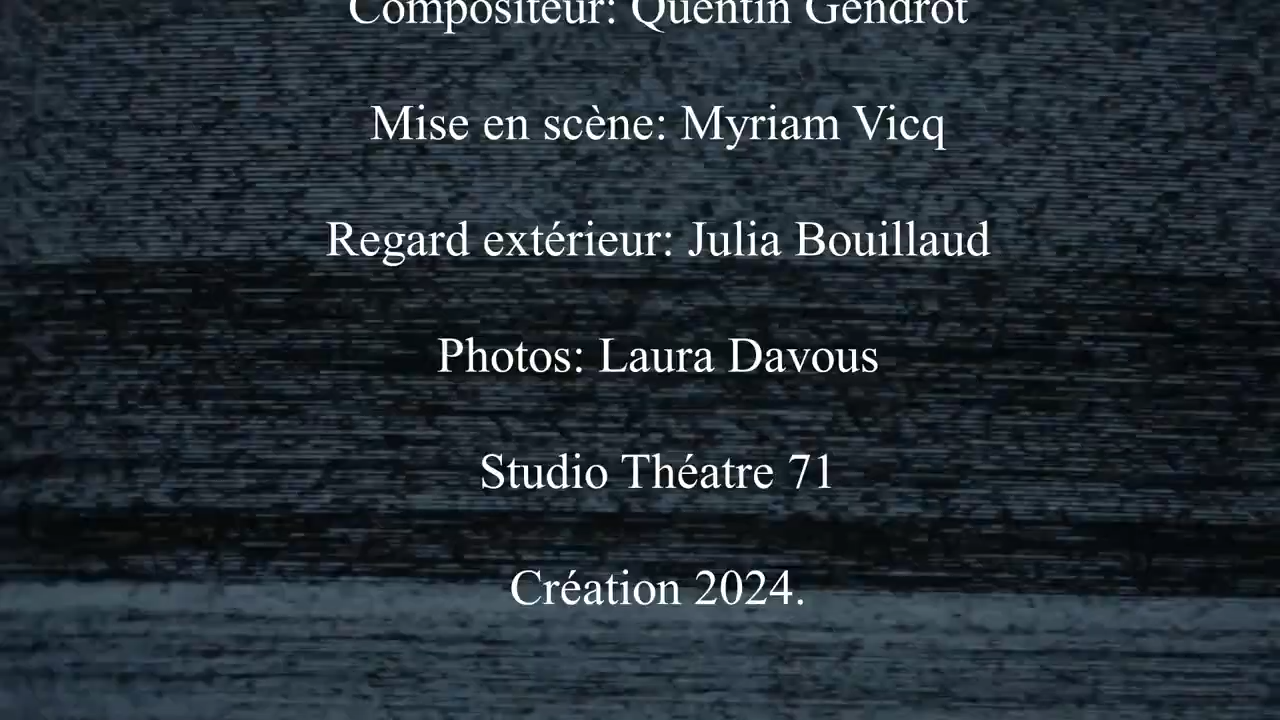 Compositeur: Quentin Gendrot
Mise en scène: Myriam Vicq
Regard extérieur: Julia Bouillaud
Photos: Laura Davous
Studio Théatre 71
Création 2024.